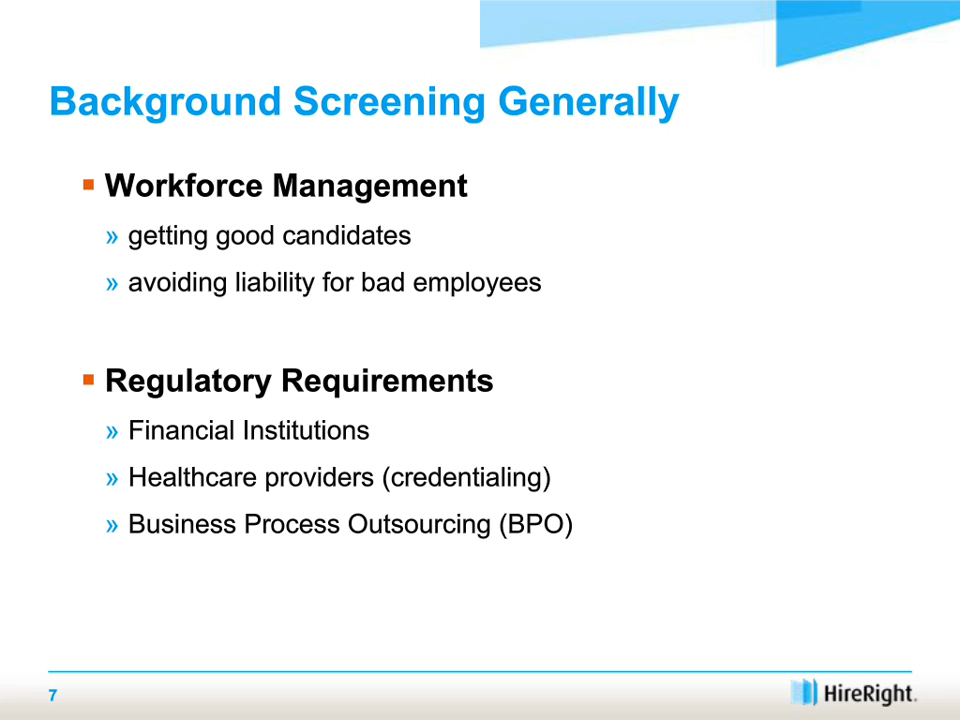 Background Screening Generally
▪ Workforce Management
» getting good candidates
» avoiding liability for bad employees
▪ Regulatory Requirements
» Financial Institutions
» Healthcare providers (credentialing)
» Business Process Outsourcing (BPO)
7
HireRight.